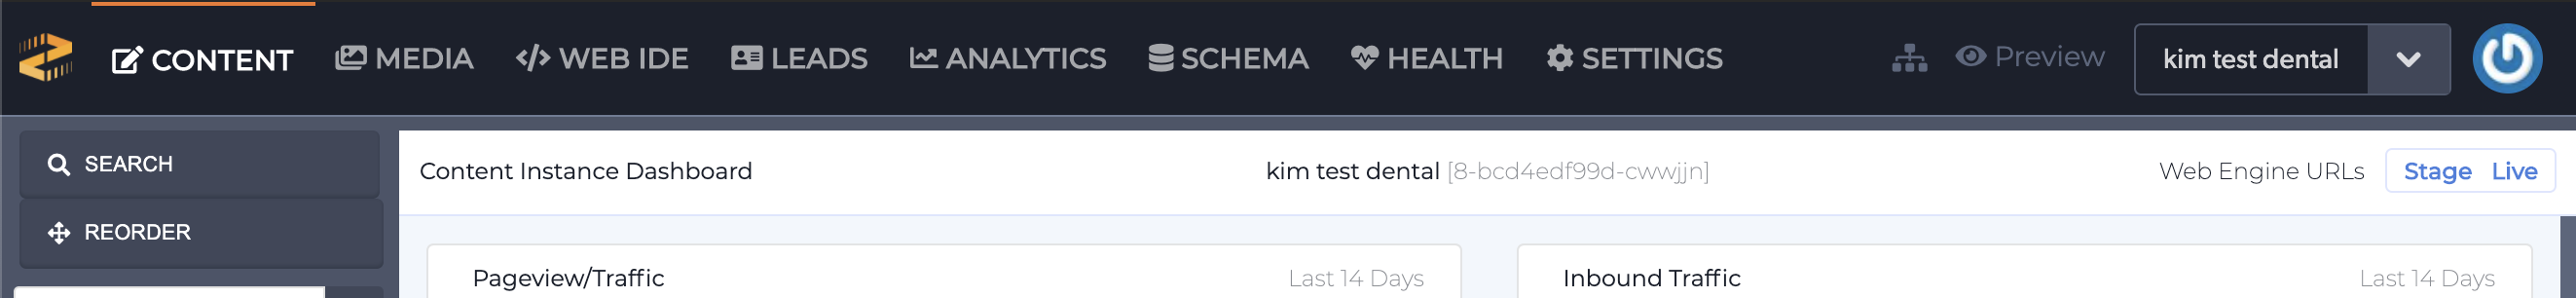 CONTENT MEDIA WEB IDE LEADS ANALYTICS SCHEMA HEALTH SETTINGS Preview kim test dental
SEARCH
REORDER
Content Instance Dashboard kim test dental [8-bcd4edf99d-cwwjjn] Web Engine URLs Stage Live
Pageview/Traffic Last 14 Days Inbound Traffic Last 14 Days